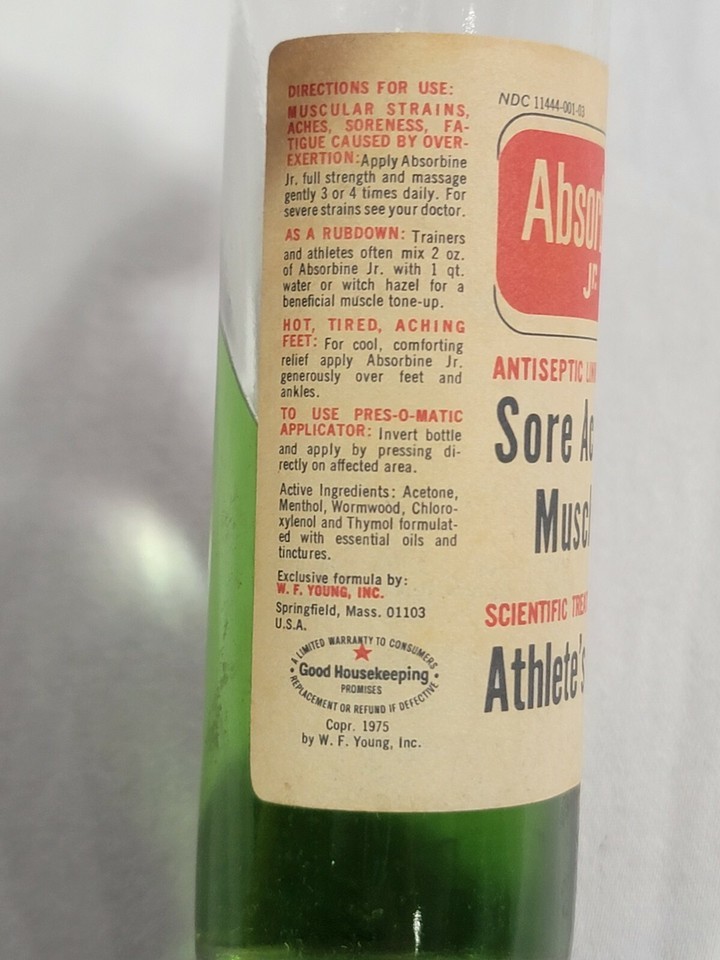 DIRECTIONS FOR USE:
MUSCULAR STRAINS,
ACHES, SORENESS, FA-
TIGUE CAUSED BY OVER-
EXERTION: Apply Absorbine
Jr. full strength and massage
gently 3 or 4 times daily. For
severe strains see your doctor.
AS A RUBDOWN: Trainers
and athletes often mix 2 oz.
of Absorbine Jr. with 1 qt.
water or witch hazel for a
beneficial muscle tone-up.
HOT, TIRED, ACHING
FEET: For cool, comforting
relief apply Absorbine Jr.
generously over feet and
ankles.
TO USE PRES-O-MATIC
APPLICATOR: Invert bottle
and apply by pressing di-
rectly on affected area.
Active Ingredients: Acetone,
Menthol, Wormwood, Chloro-
xylenol and Thymol formulat-
ed with essential oils and
tinctures.
Exclusive formula by:
W. F. YOUNG, INC.
Springfield, Mass. 01103
U.S.A.
A LIMITED WARRANTY TO CONSUMERS
Good Housekeeping
PROMISES
REPLACEMENT OR REFUND IF DEFECTIVE
Copr. 1975
by W. F. Young, Inc.
NDC 11444-001-03
Absor
Jr.
ANTISEPTIC
Sore
Musc
SCIENTIFIC
Athlete's